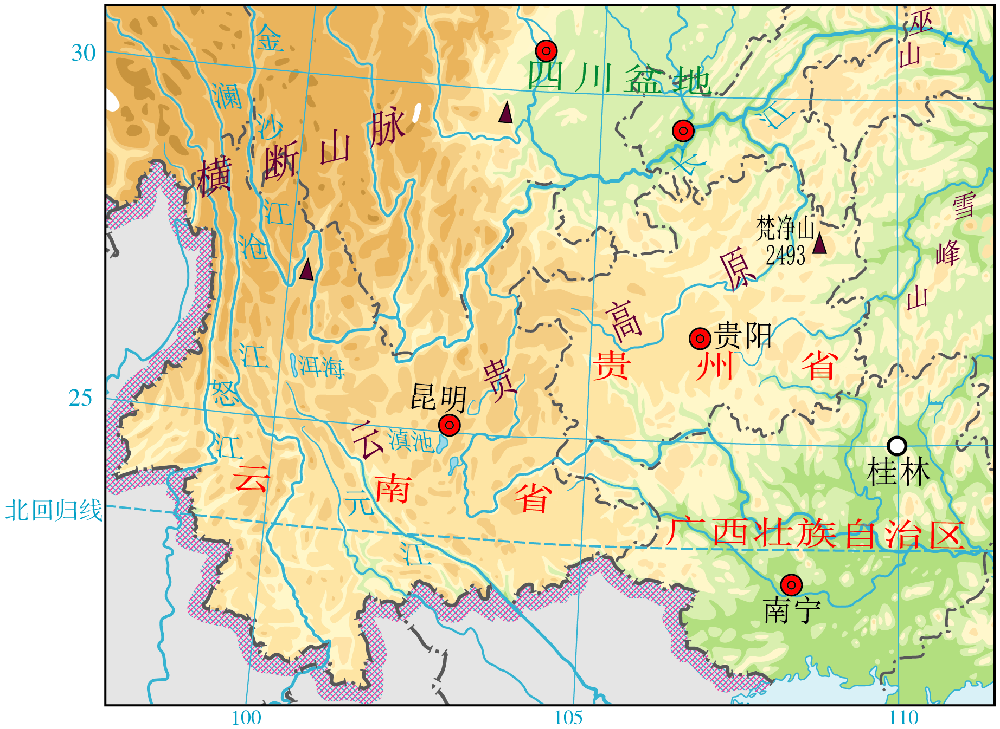 30
25
北回归线
100
105
110
金沙江
澜沧江
怒江
横断山脉
四川盆地
长江
巫山
雪峰山
梵净山
2493
云贵高原
贵阳
贵州省
洱海
昆明
滇池
云南省
元江
桂林
广西壮族自治区
南宁